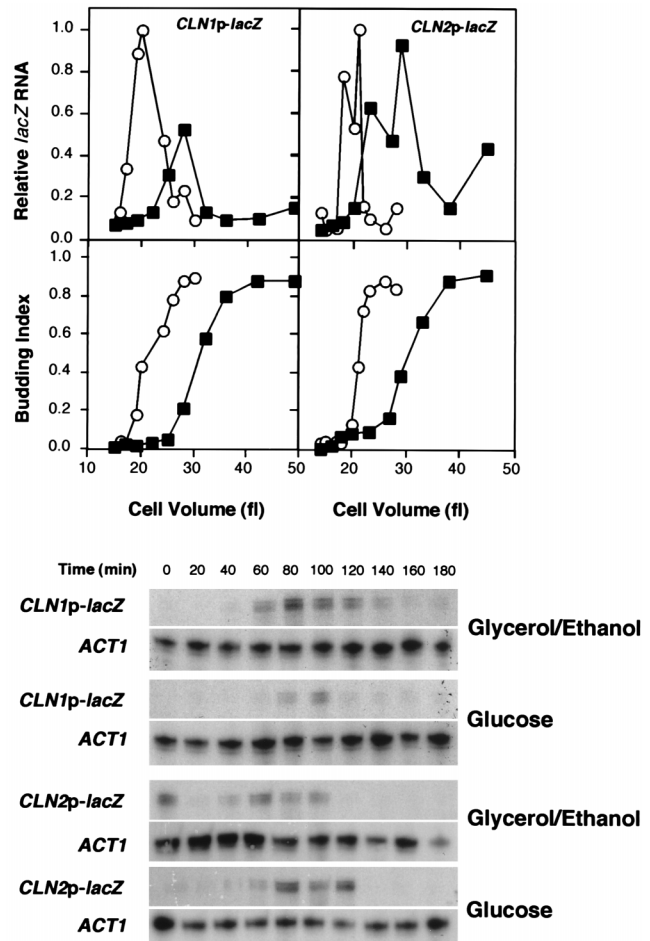 CLN1p-lacZ CLN2p-lacZ
Relative lacZ RNA
1.0
0.8
0.6
0.4
0.2
0.0
Budding Index
1.0
0.8
0.6
0.4
0.2
0.0
10 20 30 40 50 20 30 40 50
Cell Volume (fl) Cell Volume (fl)
Time (min) 0 20 40 60 80 100 120 140 160 180
CLN1p-lacZ
Glycerol/Ethanol
ACT1
CLN1p-lacZ
Glucose
ACT1
CLN2p-lacZ
Glycerol/Ethanol
ACT1
CLN2p-lacZ
Glucose
ACT1